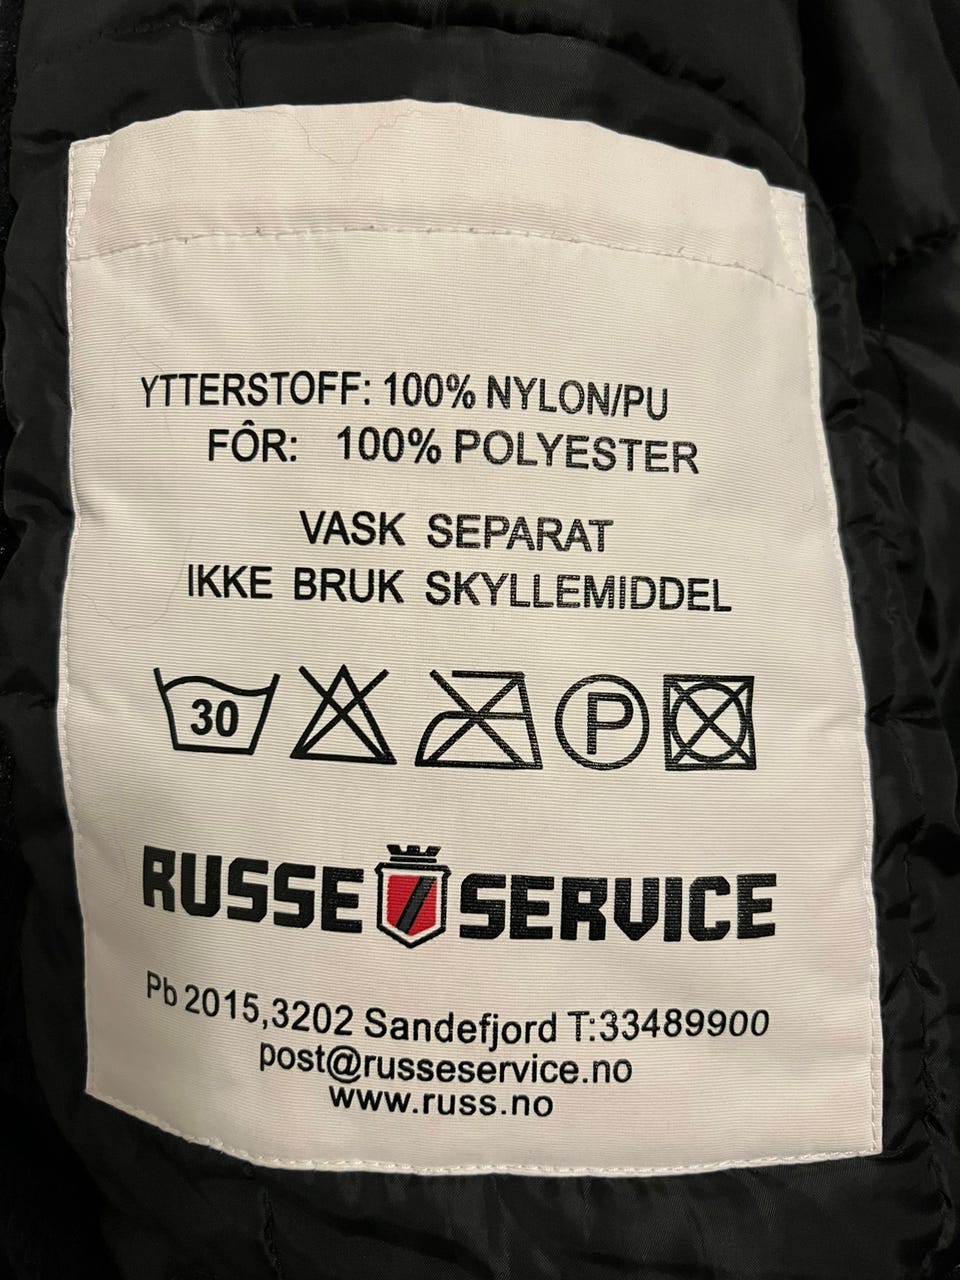 YTTERSTOFF: 100% NYLON/PU
FÔR: 100% POLYESTER
VASK SEPARAT
IKKE BRUK SKYLLEMIDDEL
30 P
RUSSE SERVICE
Pb 2015,3202 Sandefjord T:33489900
post@russeservice.no
www.russ.no